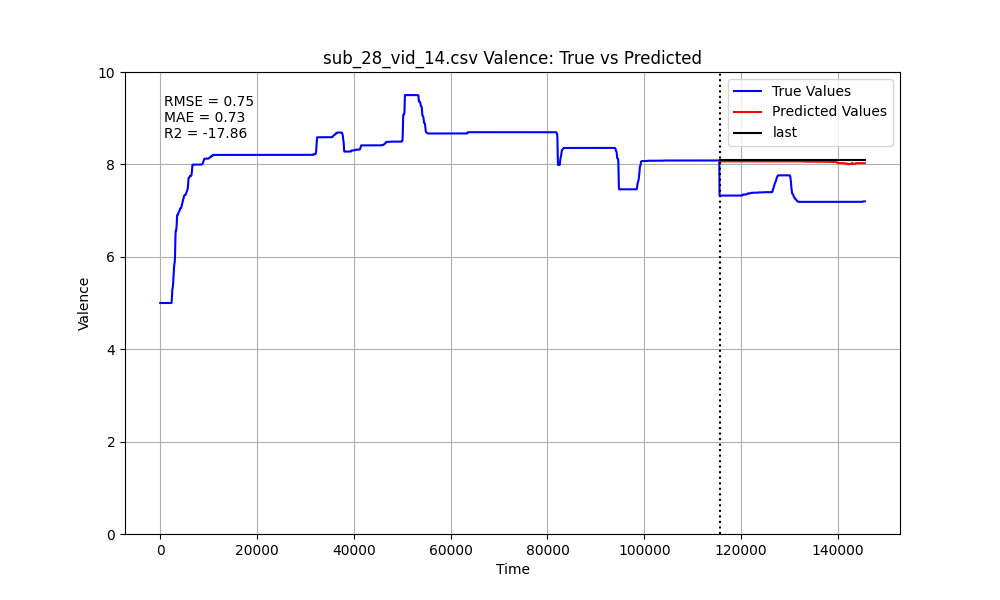 sub_28_vid_14.csv Valence: True vs Predicted
10
8
6
4
2
0
Valence
RMSE = 0.75
MAE = 0.73
R2 = -17.86
True Values
Predicted Values
last
0 20000 40000 60000 80000 100000 120000 140000
Time